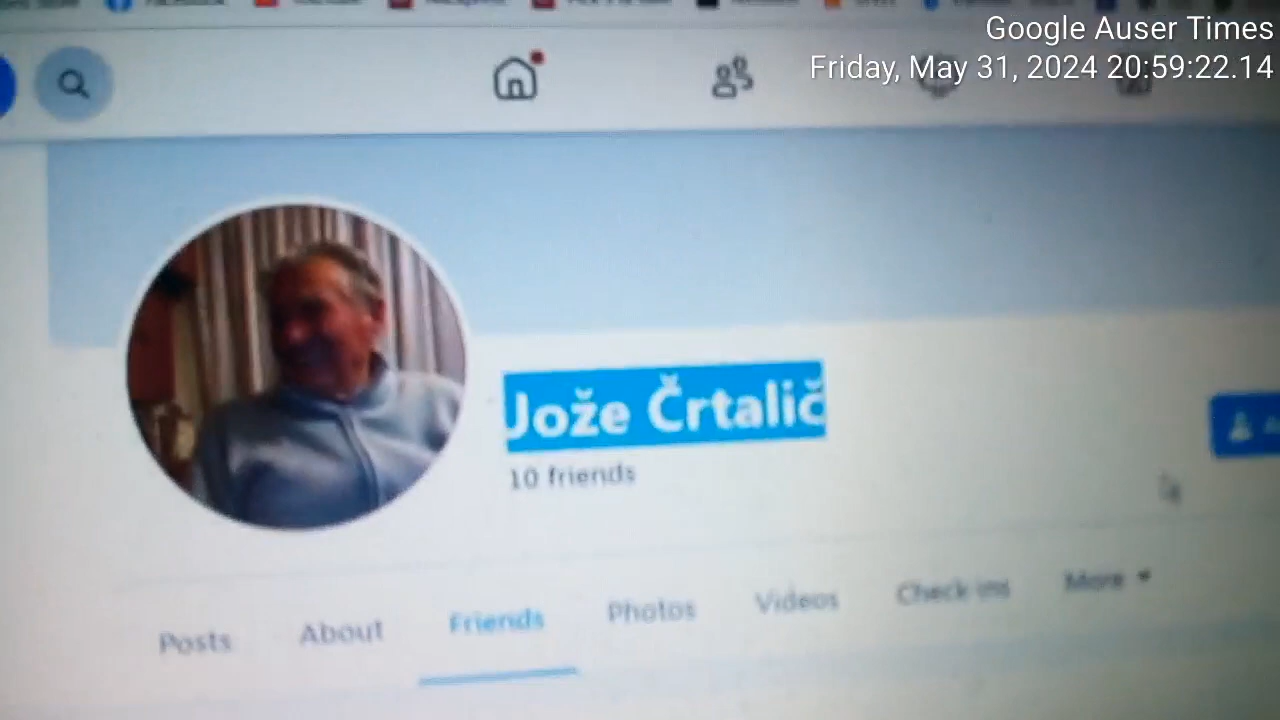 Google Auser Times
Friday, May 31, 2024 20:59:22.14
Jože Črtalič
10 friends
Posts About Friends Photos Videos Check-ins More